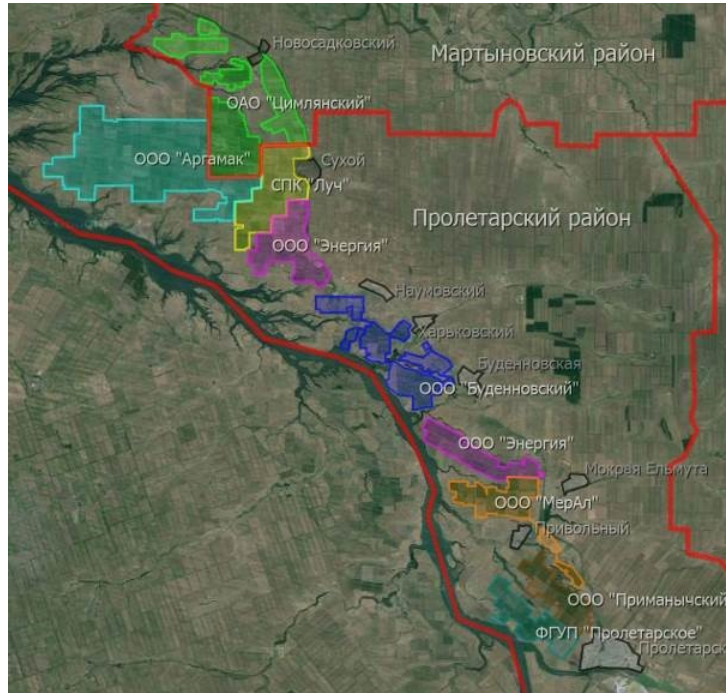 Новосадковский
Мартыновский район
ОАО "Цимлянский"
ООО "Аргамак"
Сухой
СПК "Луч"
Пролетарский район
ООО "Энергия"
Наумовский
Харьковский
Буденновская
ООО "Буденновский"
ООО "Энергия"
Мокрая Ельмута
ООО "МерАл"
Привольный
ООО "Приманычский
ФГУП "Пролетарское"
Пролетарск